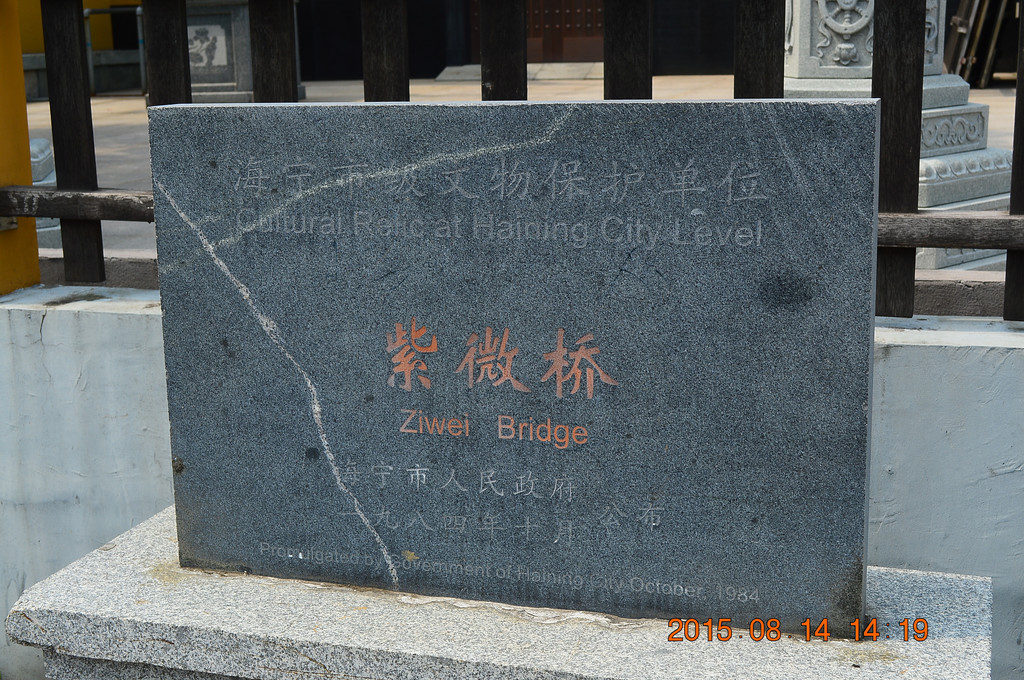 海宁市级文物保护单位
Cultural Relic at Haining City Level
紫微桥
Ziwei Bridge
海宁市人民政府
一九八四年十月 公布
Promulgated by Government of Haining City October, 1984
2015 08 14 14:19